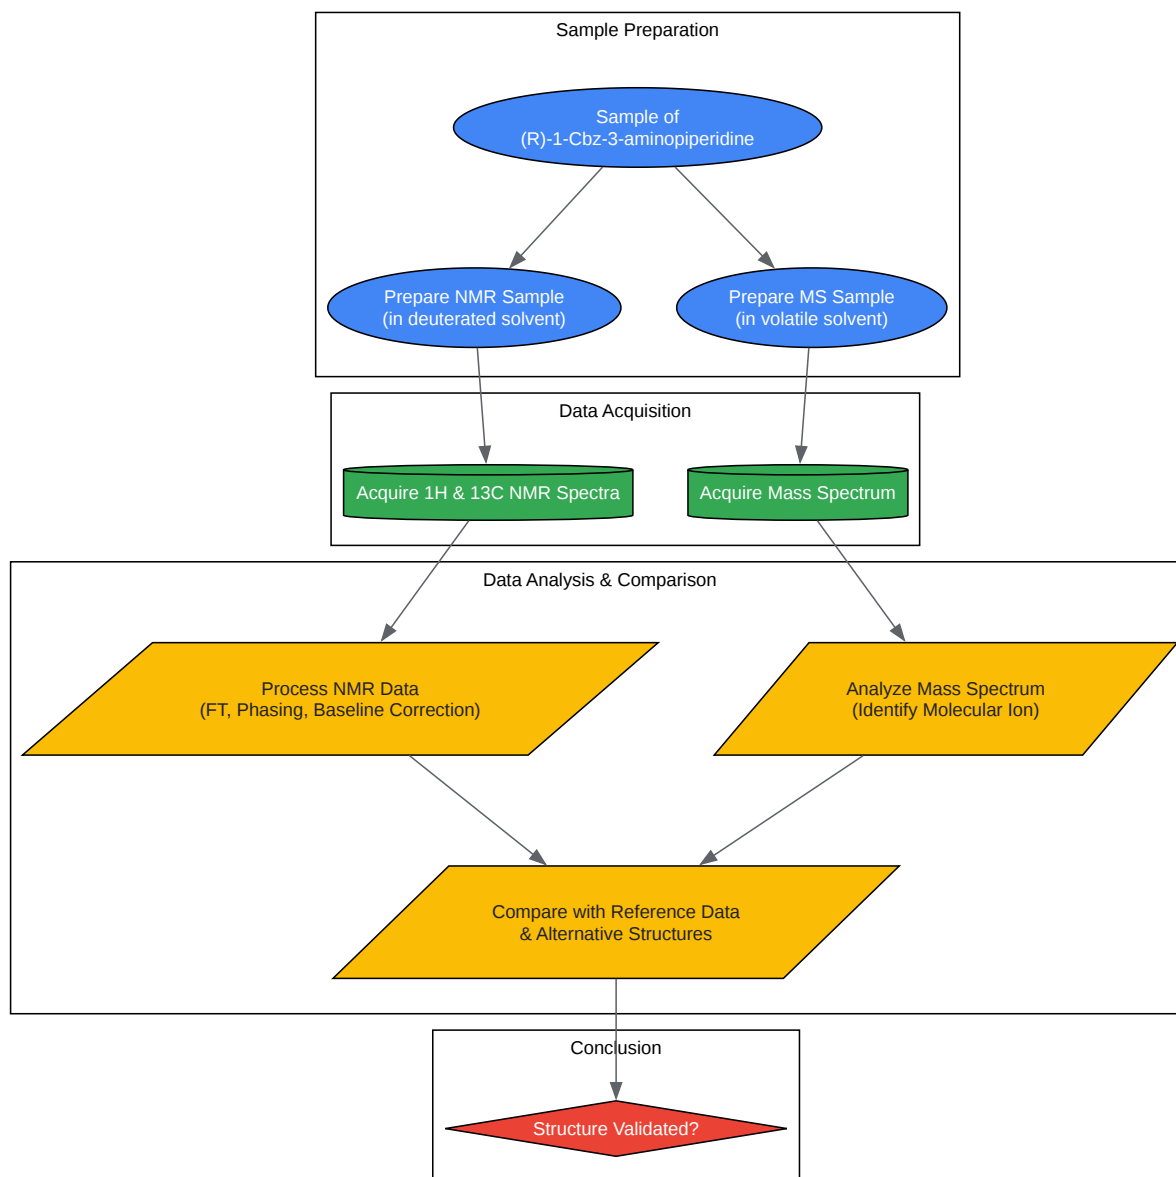 Sample Preparation
Sample of
(R)-1-Cbz-3-aminopiperidine
Prepare NMR Sample
(in deuterated solvent)
Prepare MS Sample
(in volatile solvent)
Data Acquisition
Acquire 1H & 13C NMR Spectra
Acquire Mass Spectrum
Data Analysis & Comparison
Process NMR Data
(FT, Phasing, Baseline Correction)
Analyze Mass Spectrum
(Identify Molecular Ion)
Compare with Reference Data
& Alternative Structures
Conclusion
Structure Validated?